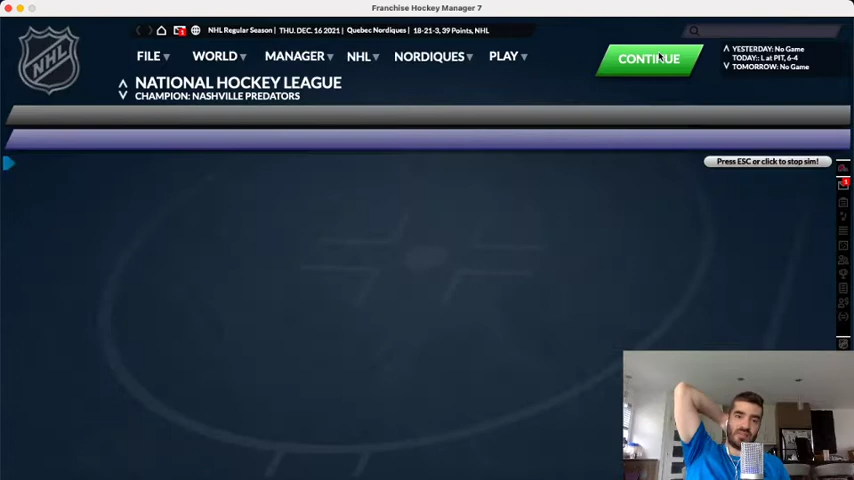 Franchise Hockey Manager 7
NHL
1
NHL Regular Season | THU. DEC. 16 2021 | Quebec Nordiques | 18-21-3, 39 Points, NHL
FILE WORLD MANAGER NHL NORDIQUES PLAY
CONTINUE
YESTERDAY: No Game
TODAY:: L at PIT, 6-4
TOMORROW: No Game
NATIONAL HOCKEY LEAGUE
CHAMPION: NASHVILLE PREDATORS
Press ESC or click to stop sim!
1